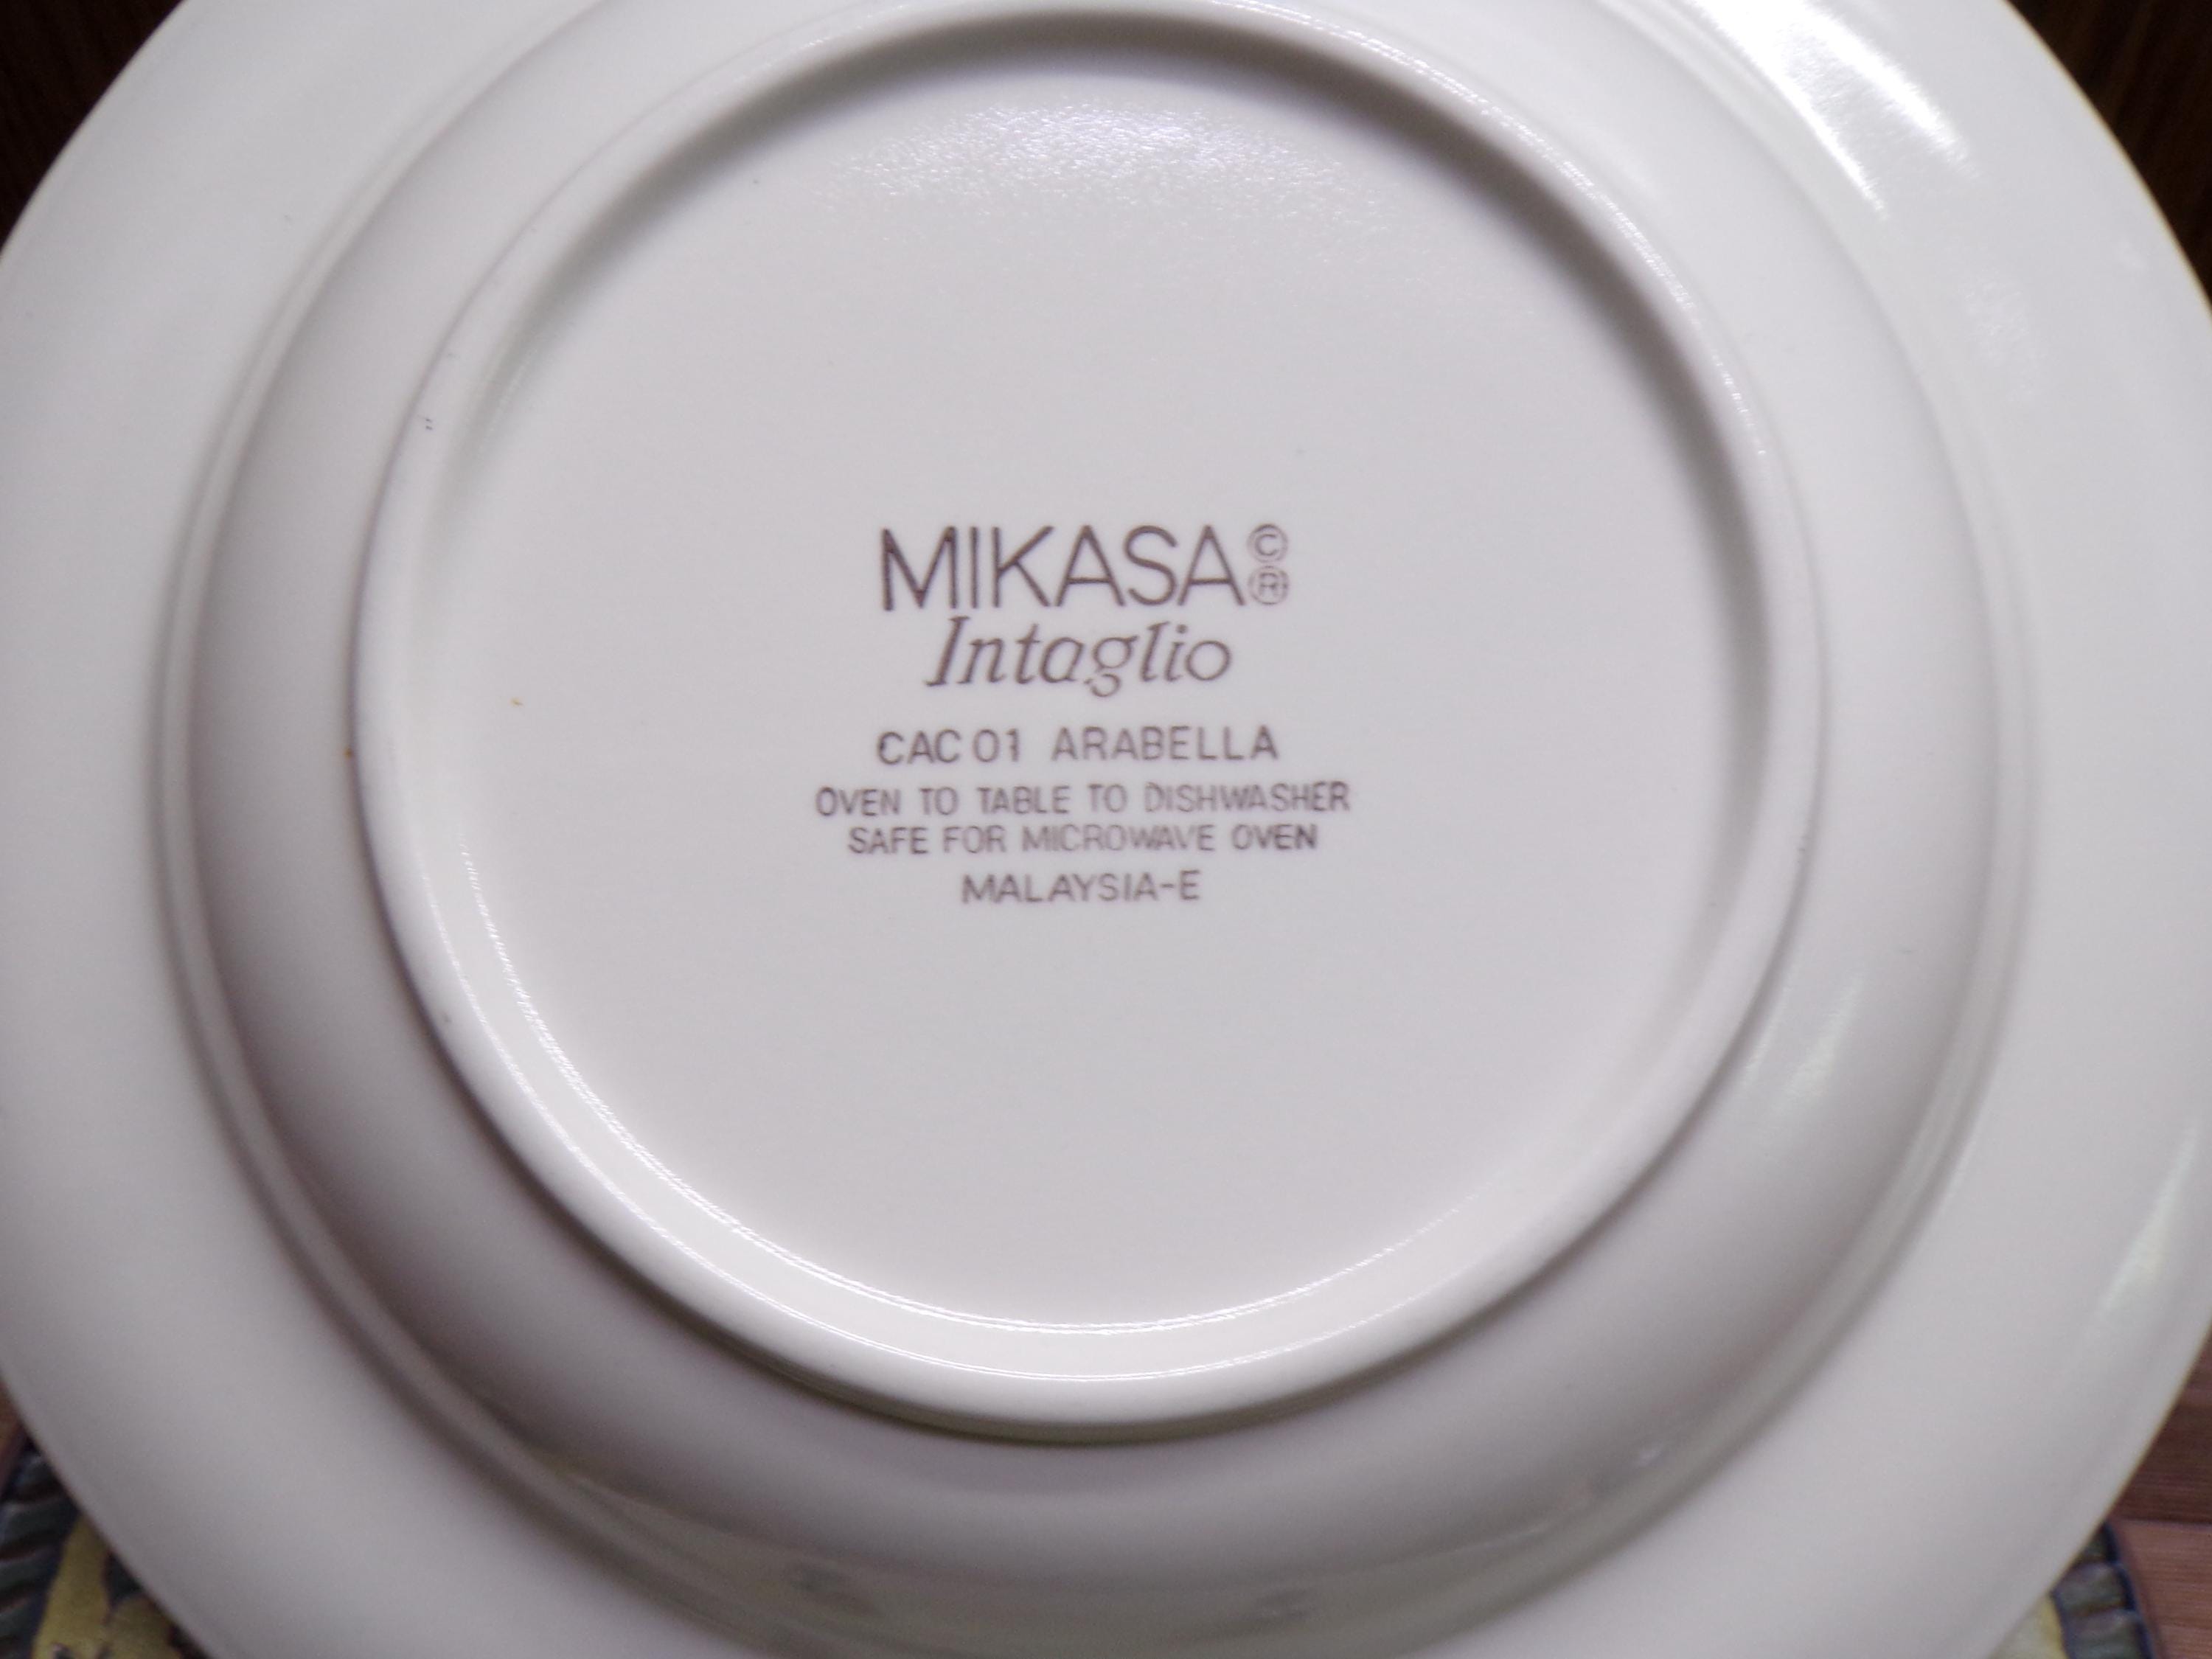 MIKASA©®
Intaglio
CAC 01 ARABELLA
OVEN TO TABLE TO DISHWASHER
SAFE FOR MICROWAVE OVEN
MALAYSIA-E